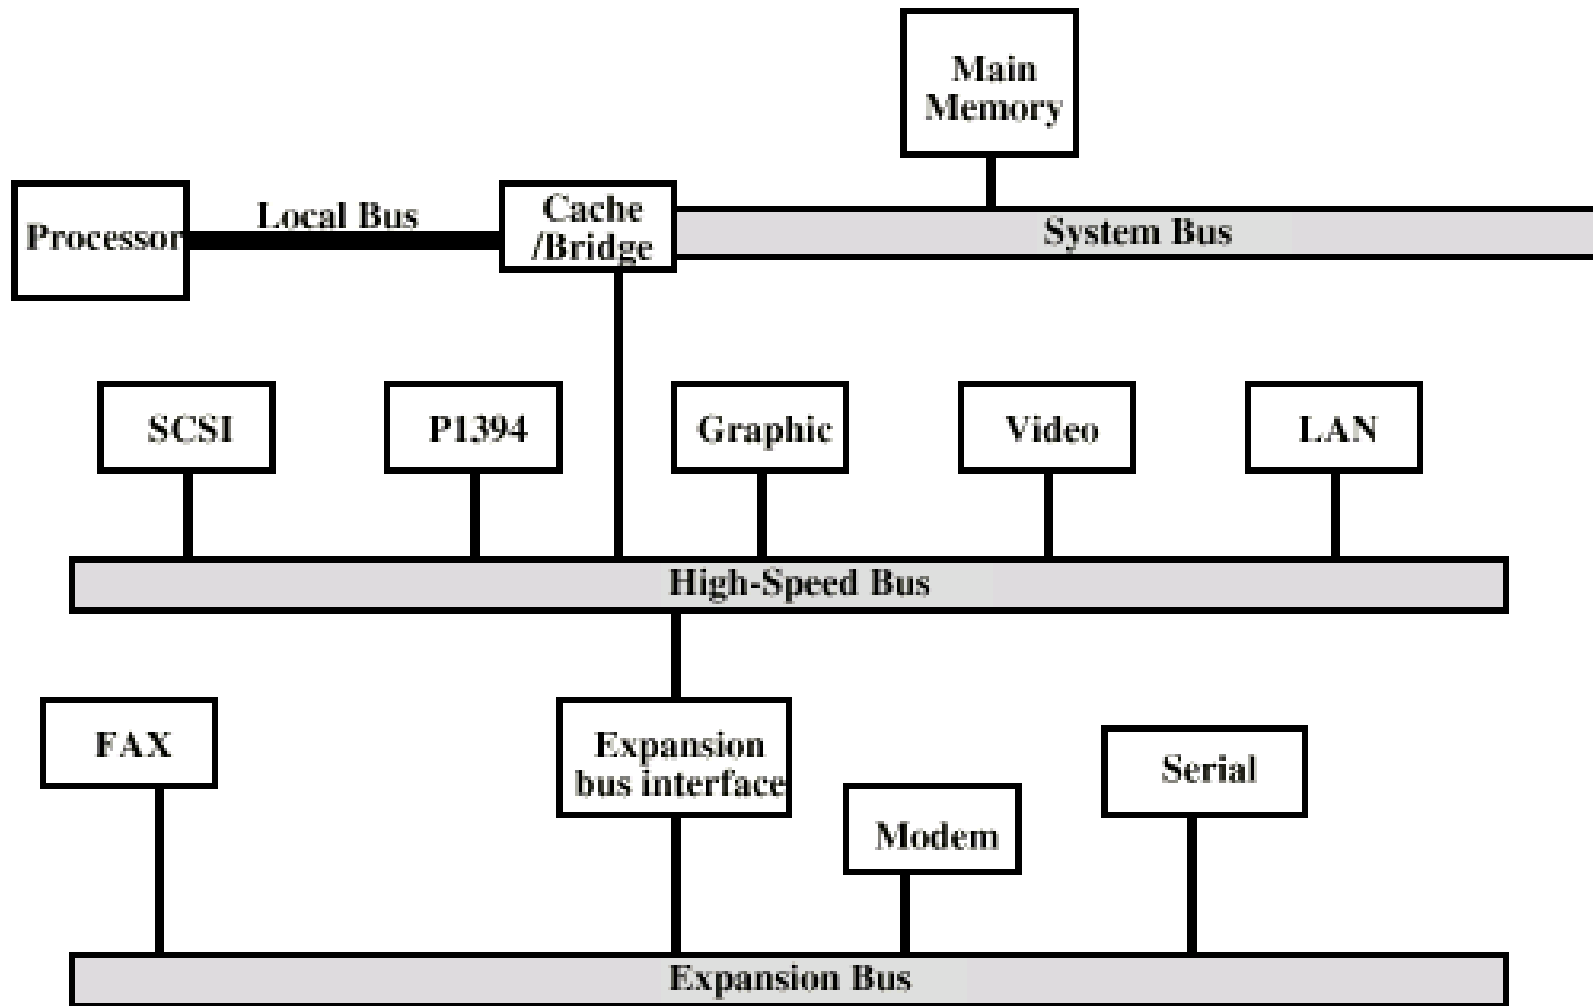 Main
Memory
Processor
Local Bus
Cache
/Bridge
System Bus
SCSI
P1394
Graphic
Video
LAN
High-Speed Bus
FAX
Expansion
bus interface
Modem
Serial
Expansion Bus